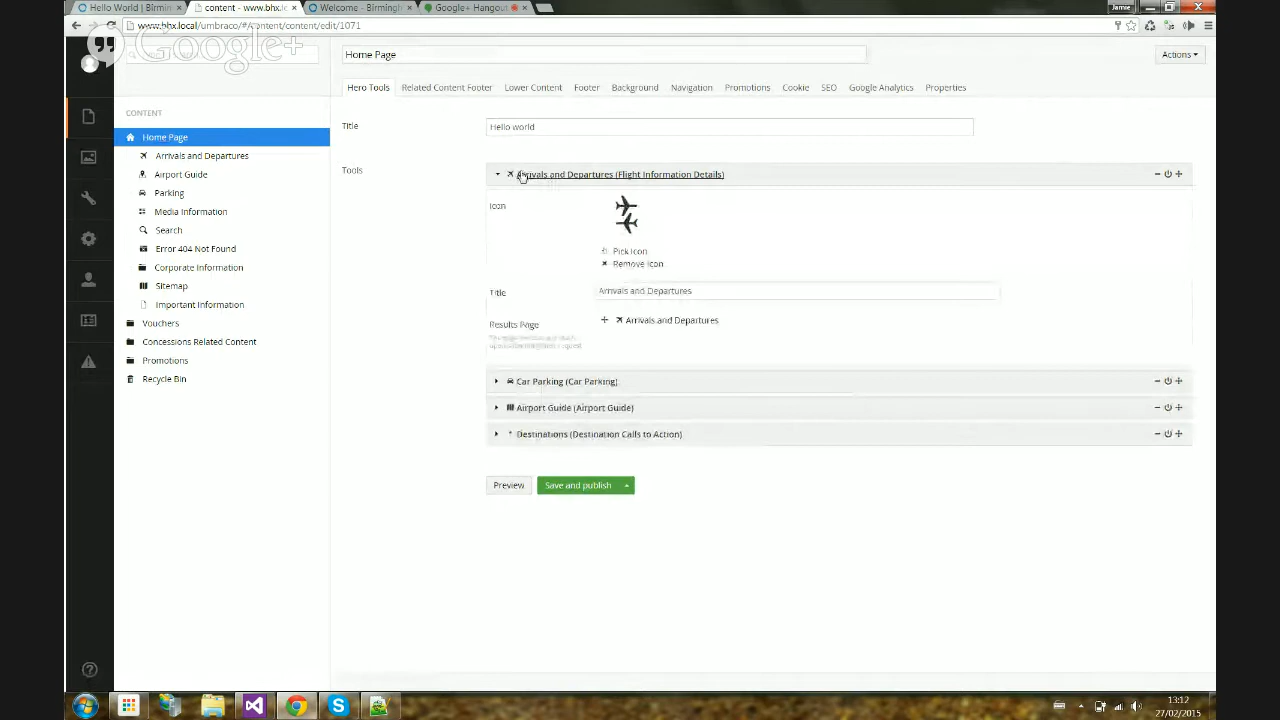 Hello World | Birmin
content - www.bhx.local
Welcome - Birmingh
Google+ Hangout
Jamie
www.bhx.local/umbraco/#/content/content/edit/1071
Google+
Home Page
Actions
Hero Tools
Related Content Footer
Lower Content
Footer
Background
Navigation
Promotions
Cookie
SEO
Google Analytics
Properties
CONTENT
Home Page
Arrivals and Departures
Airport Guide
Parking
Media Information
Search
Error 404 Not Found
Corporate Information
Sitemap
Important Information
Vouchers
Concessions Related Content
Promotions
Recycle Bin
Title
Hello world
Tools
Arrivals and Departures (Flight Information Details)
Icon
Pick Icon
Remove Icon
Title
Arrivals and Departures
Results Page
Arrivals and Departures
Car Parking (Car Parking)
Airport Guide (Airport Guide)
Destinations (Destination Calls to Action)
Preview
Save and publish
13:12
27/02/2015